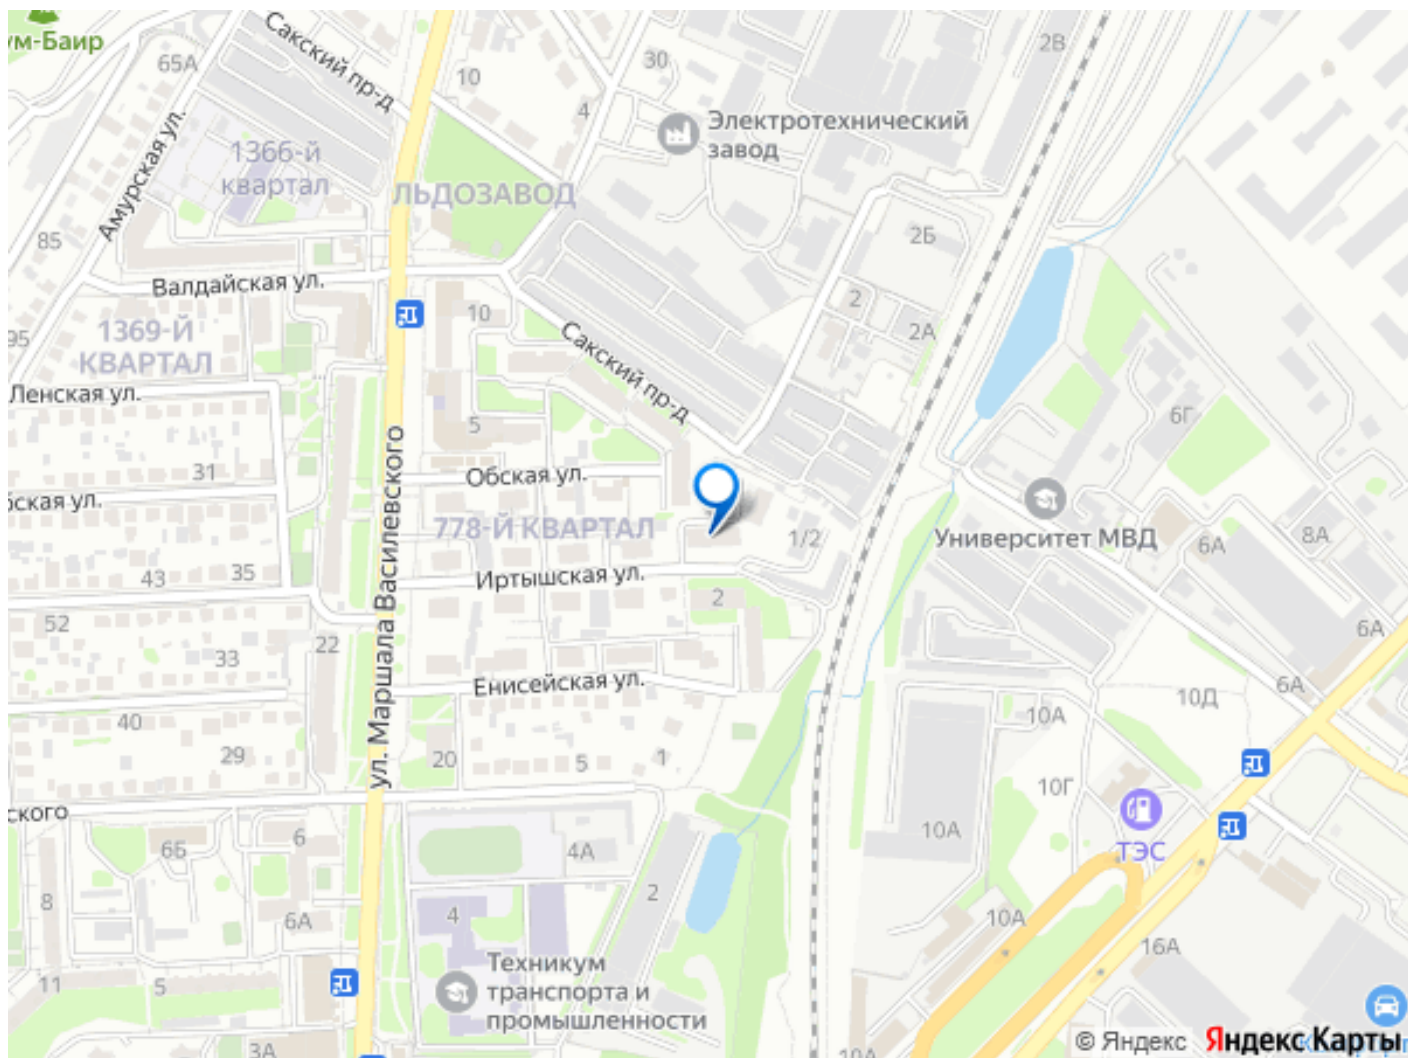 ум-Баир
65А
Сакский пр-д
10
30
4
2В
Электротехнический
завод
1366-й
квартал
Амурская ул.
ЛЬДОЗАВОД
85
2Б
Валдайская ул.
10
2
2А
1369-Й
КВАРТАЛ
95
Сакский пр-д
Ленская ул.
5
6Г
31
Обская ул.
бская ул.
778-Й КВАРТАЛ
1/2
Университет МВД
6А
8А
43
35
Иртышская ул.
2
52
22
33
6А
ул. Маршала Василевского
Енисейская ул.
6А
10Д
10А
40
29
20
5
1
10Г
ского
6Б
6
4А
10А
ТЭС
8
6А
4
2
10А
16А
11
5
Техникум
транспорта и
промышленности
3А
10А
© Яндекс
Яндекс Карты